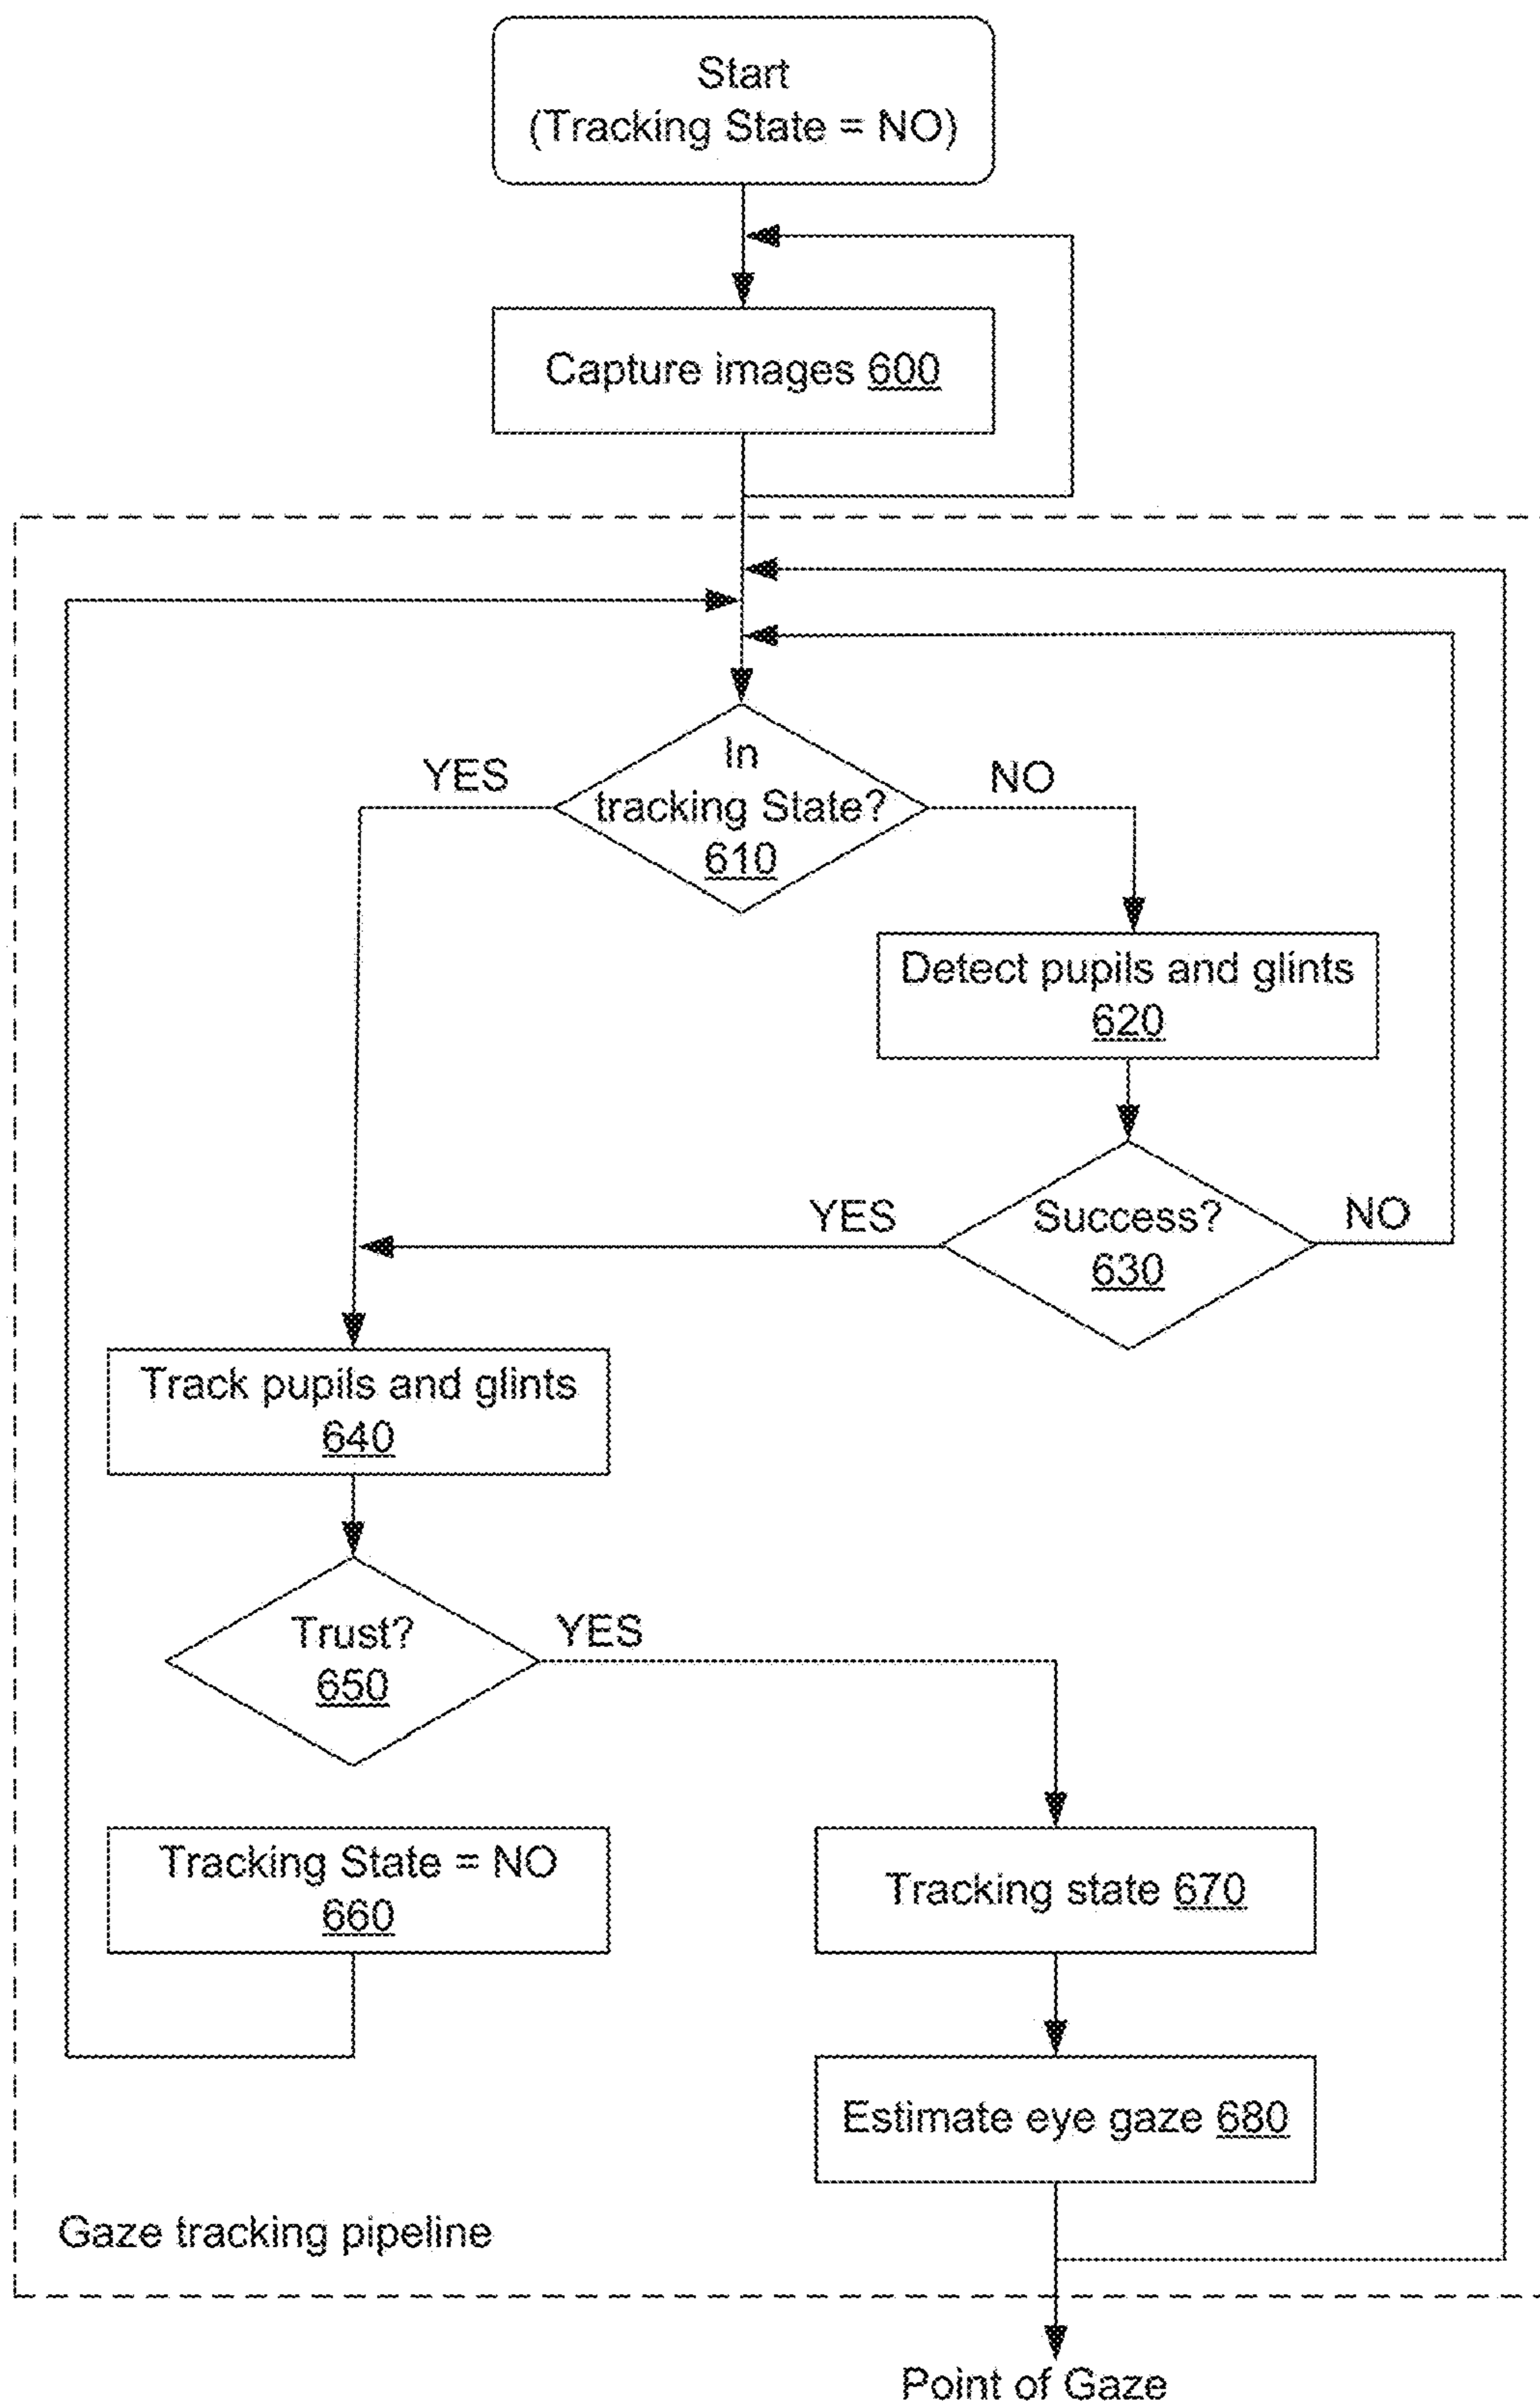 Start
(Tracking State = NO)
Capture images 600
In
tracking State?
610
YES
NO
Detect pupils and glints
620
Success?
630
YES
NO
Track pupils and glints
640
Trust?
650
YES
Tracking State = NO
660
Tracking state 670
Estimate eye gaze 680
Gaze tracking pipeline
Point of Gaze